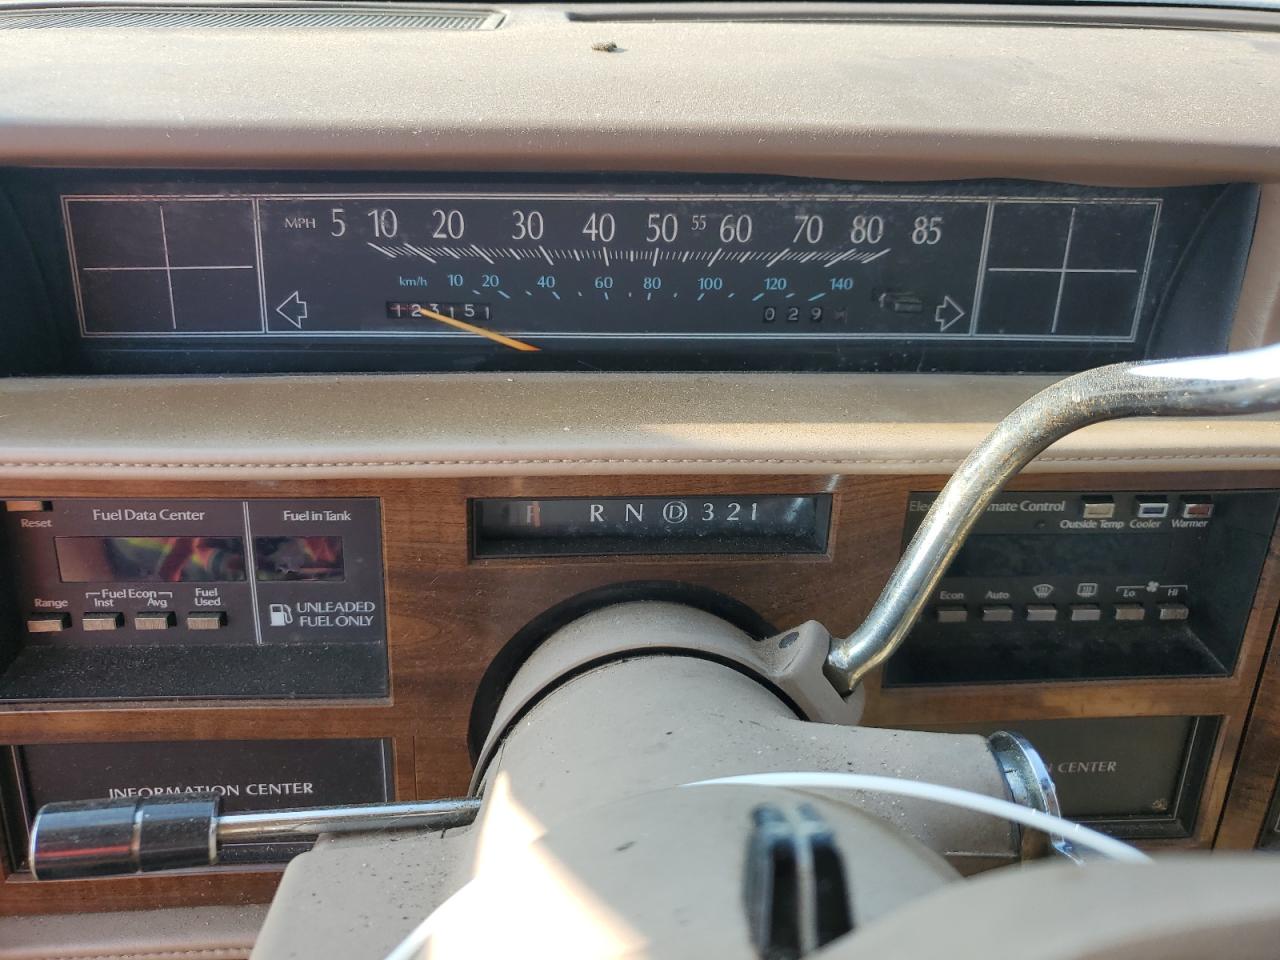 MPH 5 10 20 30 40 50 55 60 70 80 85
km/h 10 20 40 60 80 100 120 140
123151
029
Reset
Fuel Data Center
Fuel in Tank
Range
Fuel Econ
Inst
Avg
Fuel
Used
UNLEADED
FUEL ONLY
P R N D 3 2 1
Climate Control
Outside Temp Cooler Warmer
Econ Auto Lo Hi
INFORMATION CENTER
CENTER